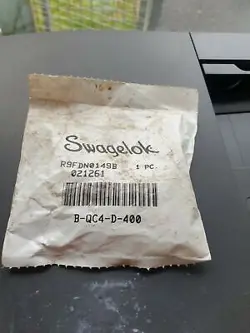 Swagelok
R9FDN0149B 1 PC.
021261
B-QC4-D-400